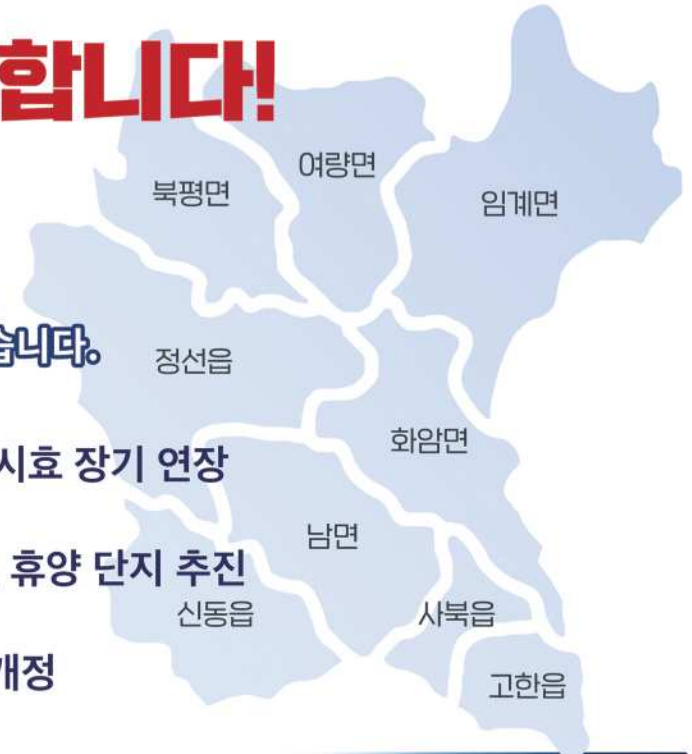 합니다!
여량면
북평면
임계면
습니다.
정선읍
화암면
시효 장기 연장
남면
휴양 단지 추진
신동읍
사북읍
개정
고한읍